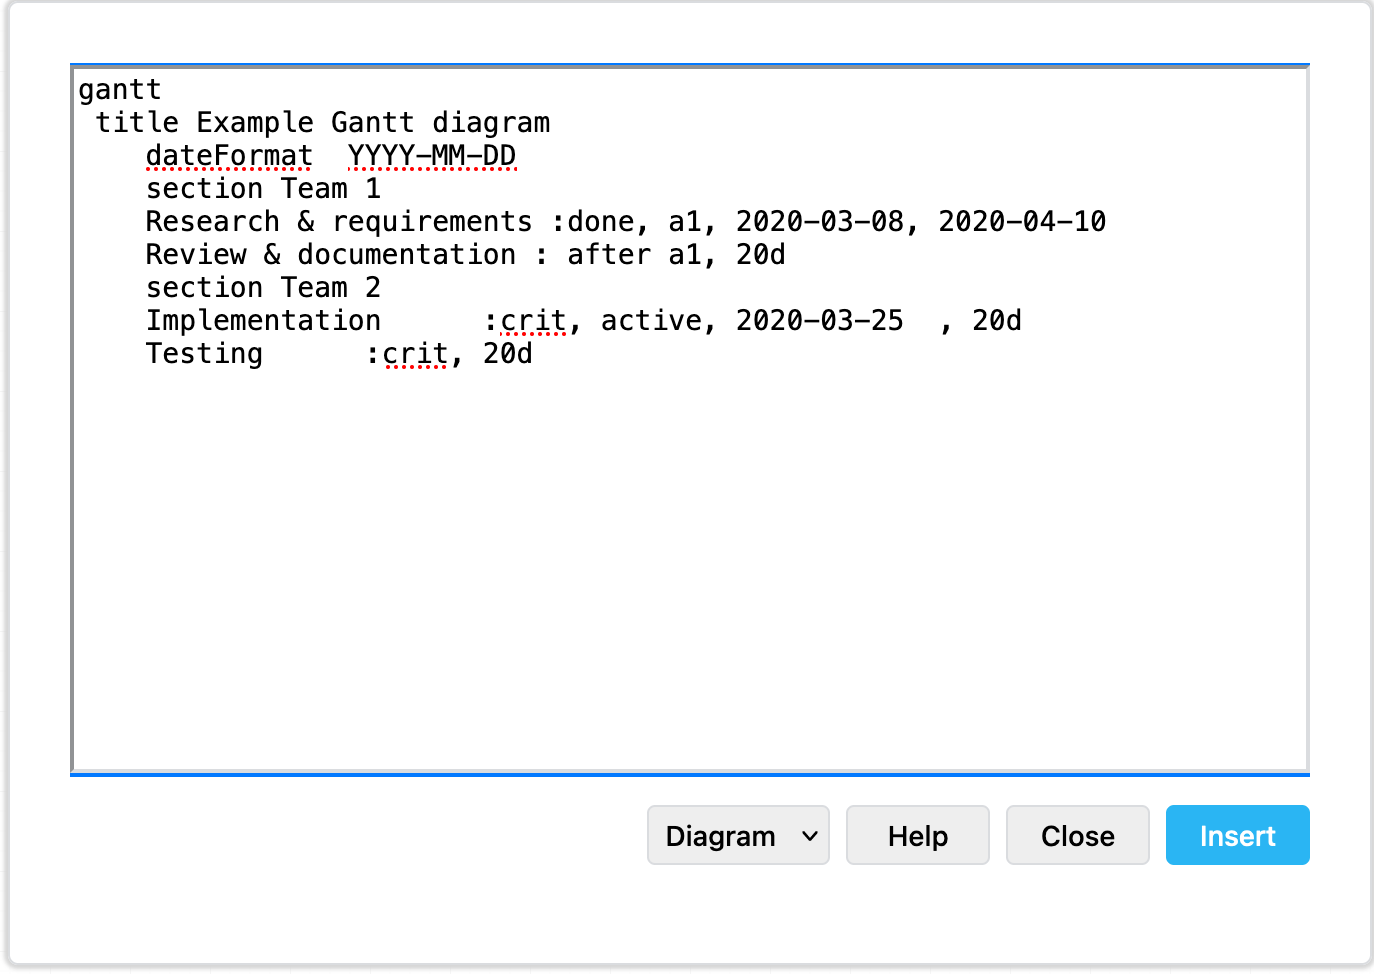 gantt
 title Example Gantt diagram
    dateFormat  YYYY-MM-DD
    section Team 1
    Research & requirements :done, a1, 2020-03-08, 2020-04-10
    Review & documentation : after a1, 20d
    section Team 2
    Implementation      :crit, active, 2020-03-25  , 20d
    Testing      :crit, 20d
Diagram Help Close Insert